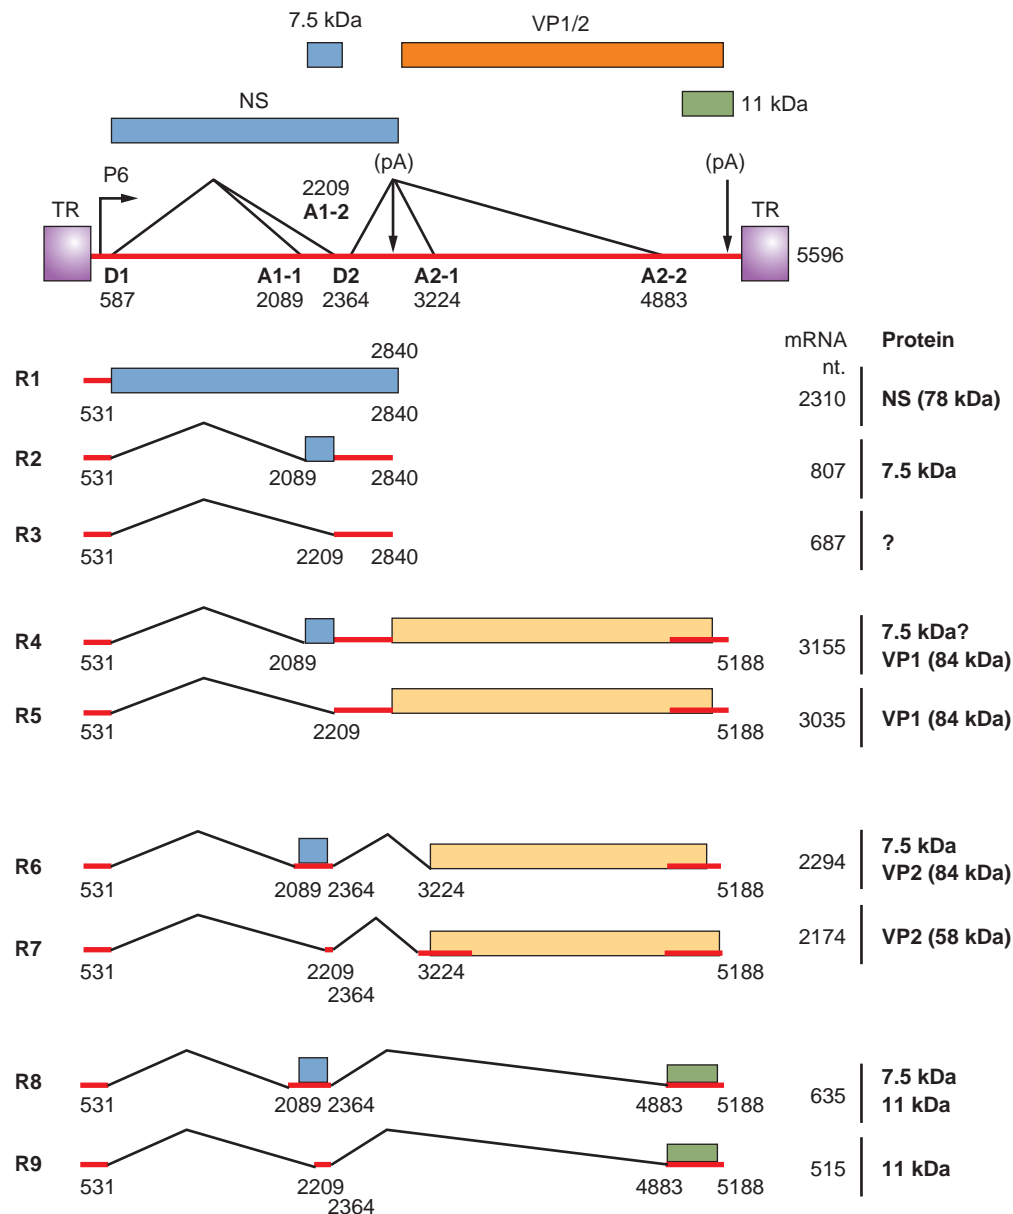 7.5 kDa
VP1/2
11 kDa
NS
(pA)
(pA)
P6
2209
A1-2
TR
TR
5596
D1
A1-1
D2
A2-1
A2-2
587
2089
2364
3224
4883
mRNA
nt.
Protein
R1
2840
531
2840
2310
NS (78 kDa)
R2
531
2089
2840
807
7.5 kDa
R3
531
2209
2840
687
?
R4
531
2089
5188
3155
7.5 kDa?
VP1 (84 kDa)
R5
531
2209
5188
3035
VP1 (84 kDa)
R6
531
2089
2364
3224
5188
2294
7.5 kDa
VP2 (84 kDa)
R7
531
2209
2364
3224
5188
2174
VP2 (58 kDa)
R8
531
2089
2364
4883
5188
635
7.5 kDa
11 kDa
R9
531
2209
2364
4883
5188
515
11 kDa